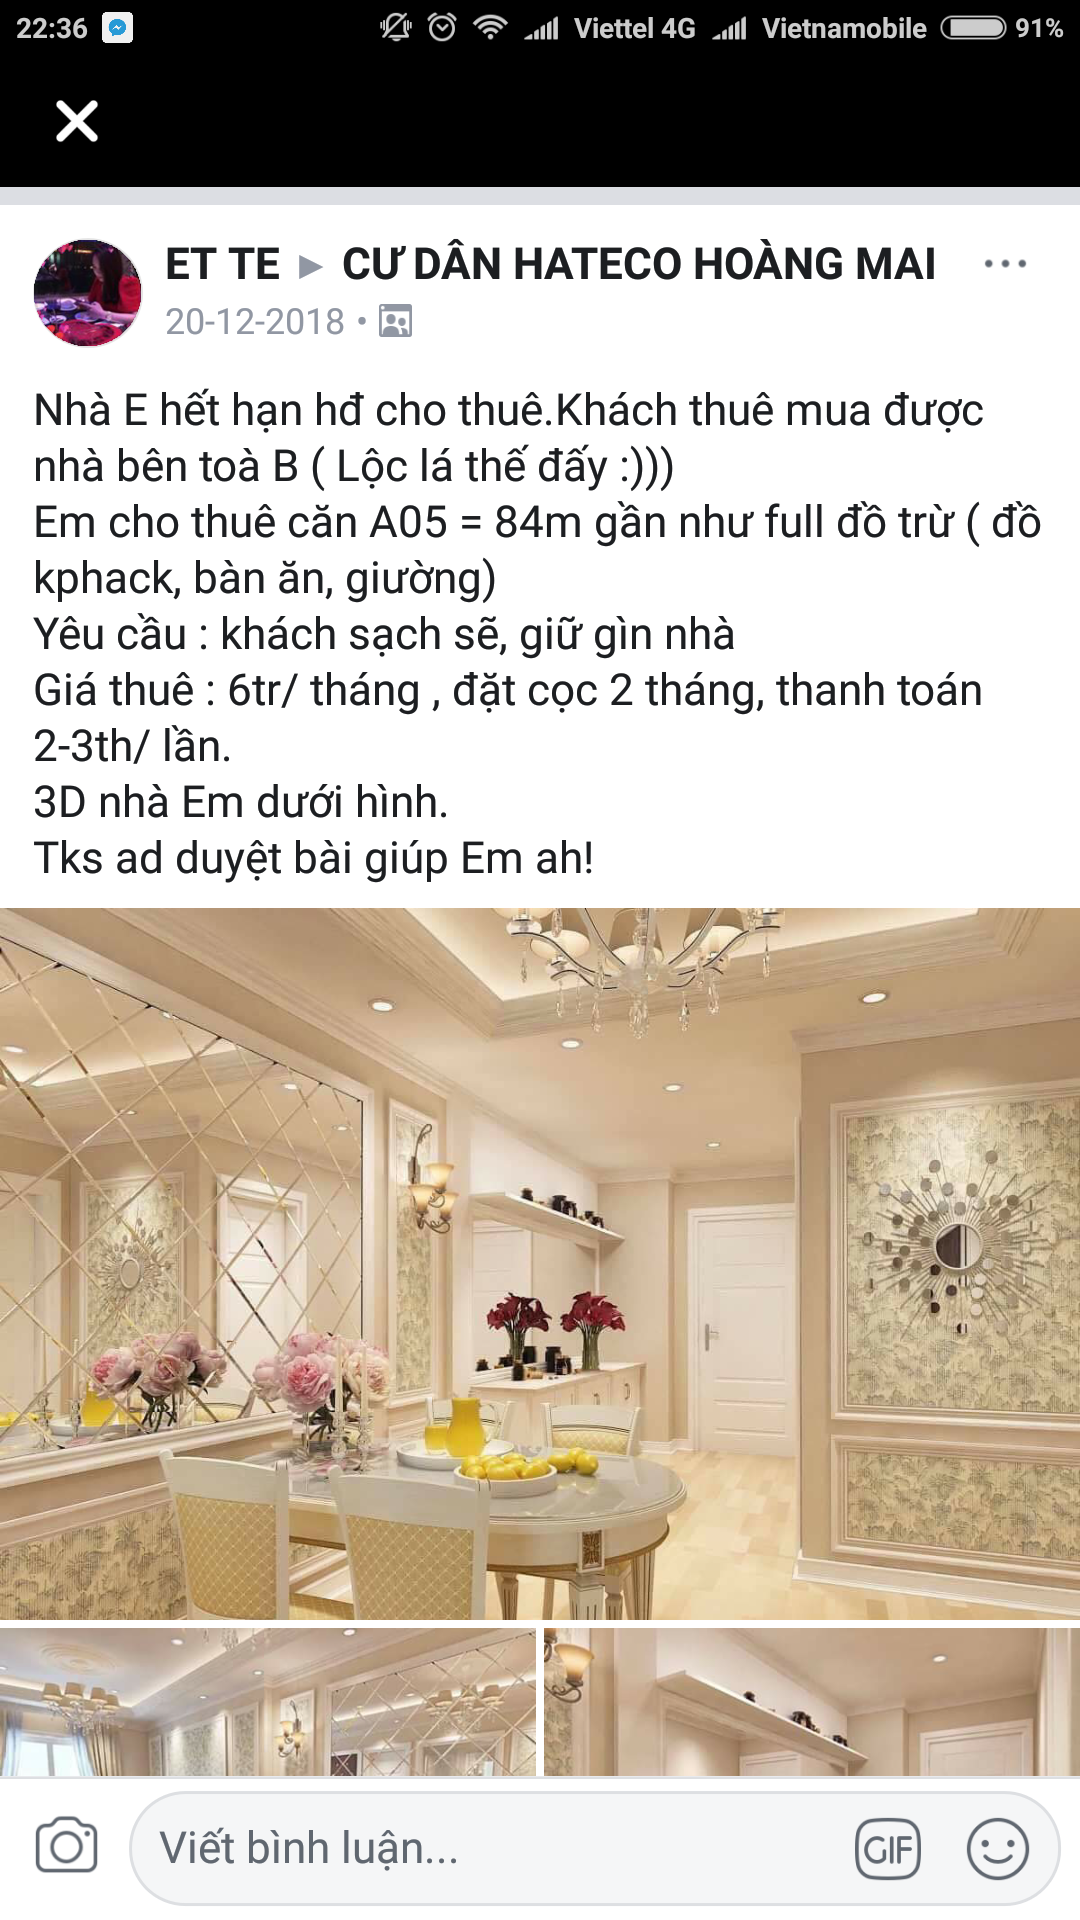 22:36 Viettel 4G Vietnamobile 91%
ET TE ▶ CƯ DÂN HATECO HOÀNG MAI
20-12-2018
Nhà E hết hạn hđ cho thuê.Khách thuê mua được
nhà bên toà B ( Lộc lá thế đấy :)))
Em cho thuê căn A05 = 84m gần như full đồ trừ ( đồ
kphack, bàn ăn, giường)
Yêu cầu : khách sạch sẽ, giữ gìn nhà
Giá thuê : 6tr/ tháng , đặt cọc 2 tháng, thanh toán
2-3th/ lần.
3D nhà Em dưới hình.
Tks ad duyệt bài giúp Em ah!
Viết bình luận...
GIF